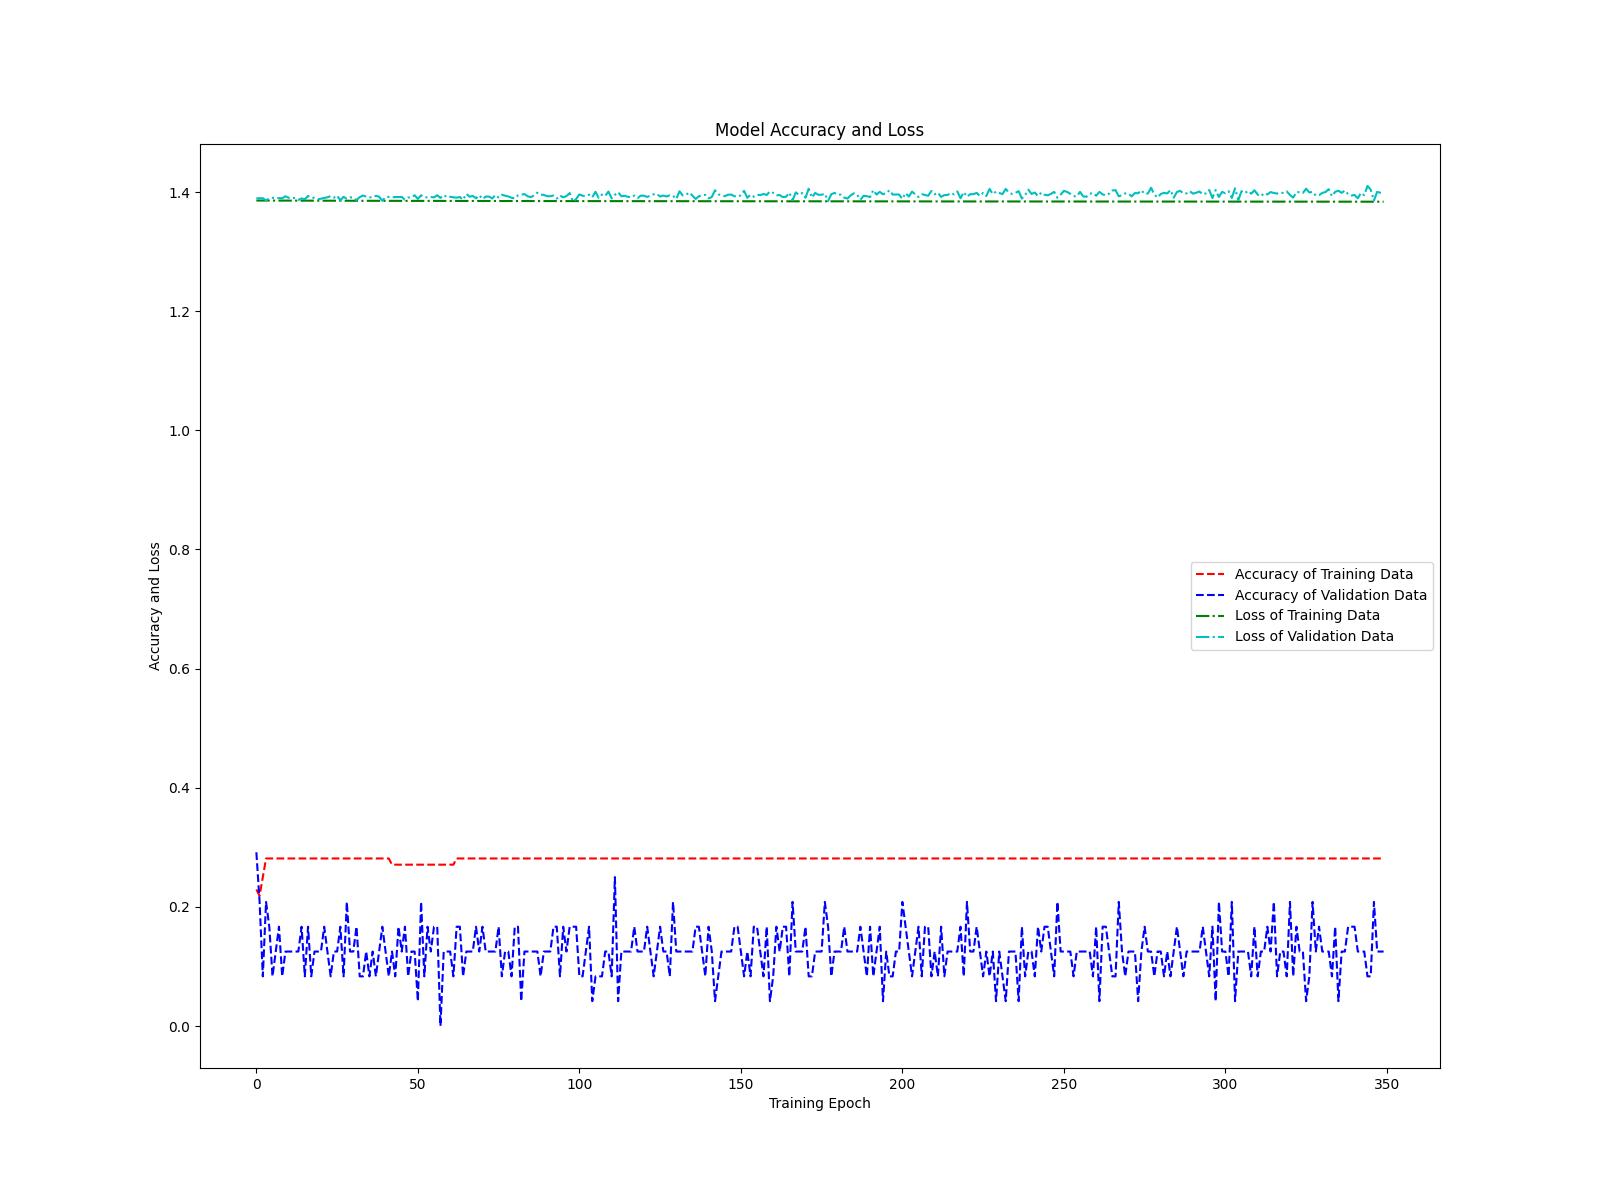 Model Accuracy and Loss
Accuracy and Loss
1.4
1.2
1.0
0.8
0.6
0.4
0.2
0.0
Accuracy of Training Data
Accuracy of Validation Data
Loss of Training Data
Loss of Validation Data
0 50 100 150 200 250 300 350
Training Epoch